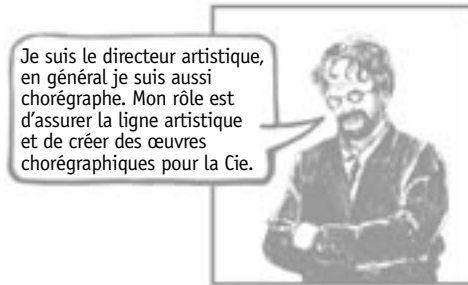 Je suis le directeur artistique,
en général je suis aussi
chorégraphe. Mon rôle est
d'assurer la ligne artistique
et de créer des œuvres
chorégraphiques pour la Cie.